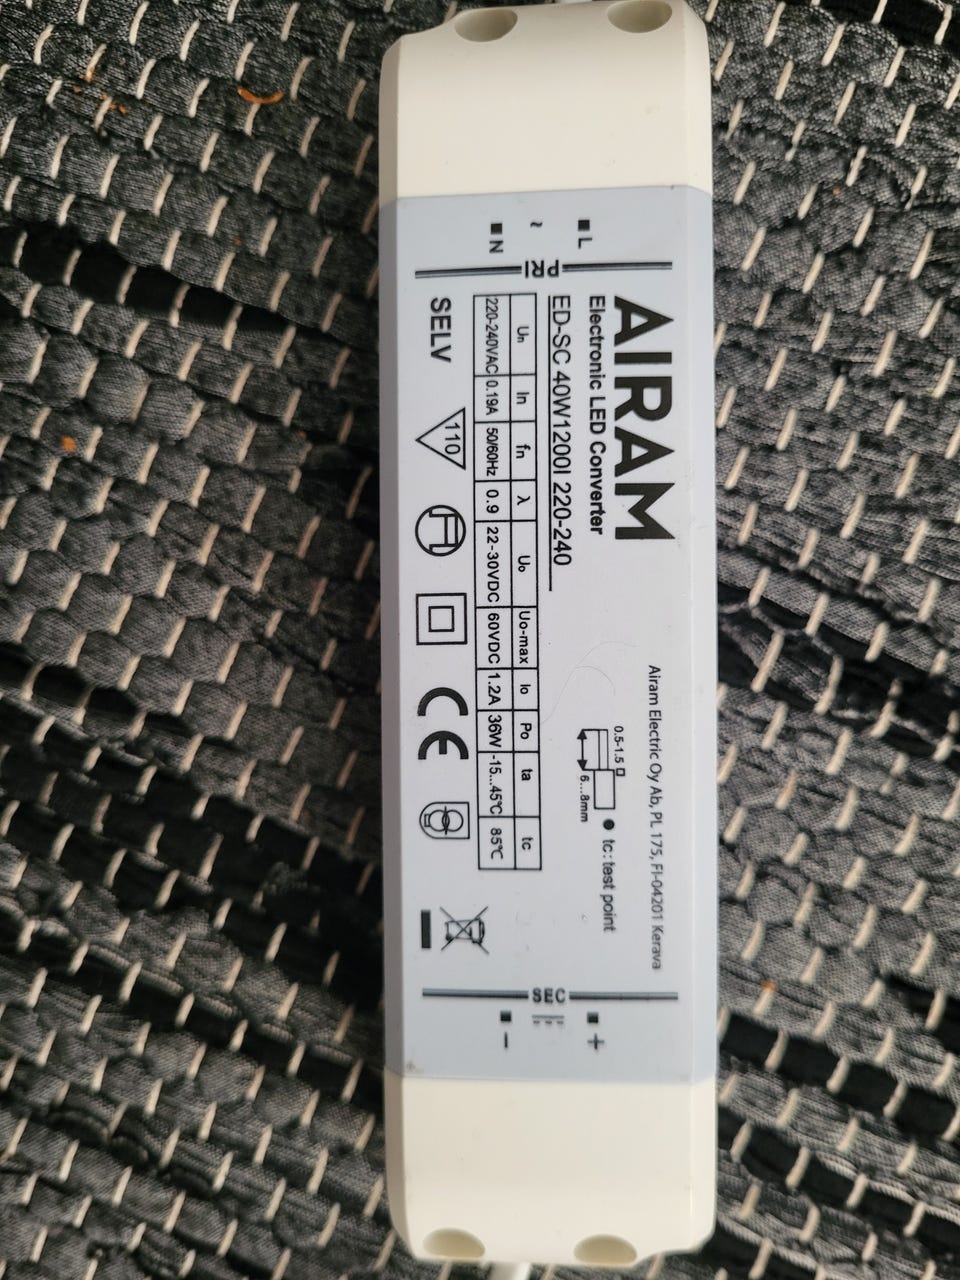 L
~
N
PRI
AIRAM
Electronic LED Converter
ED-SC 40W1200I 220-240
Un In fn λ Uo Uo-max Io Po ta tc
220-240VAC 0.19A 50/60Hz 0.9 22-30VDC 60VDC 1.2A 36W -15...45℃ 85℃
SELV 110 CE
Airam Electric Oy Ab, PL 175, FI-04201 Kerava
0.5-1.5
6...8mm
tc: test point
SEC
+
-